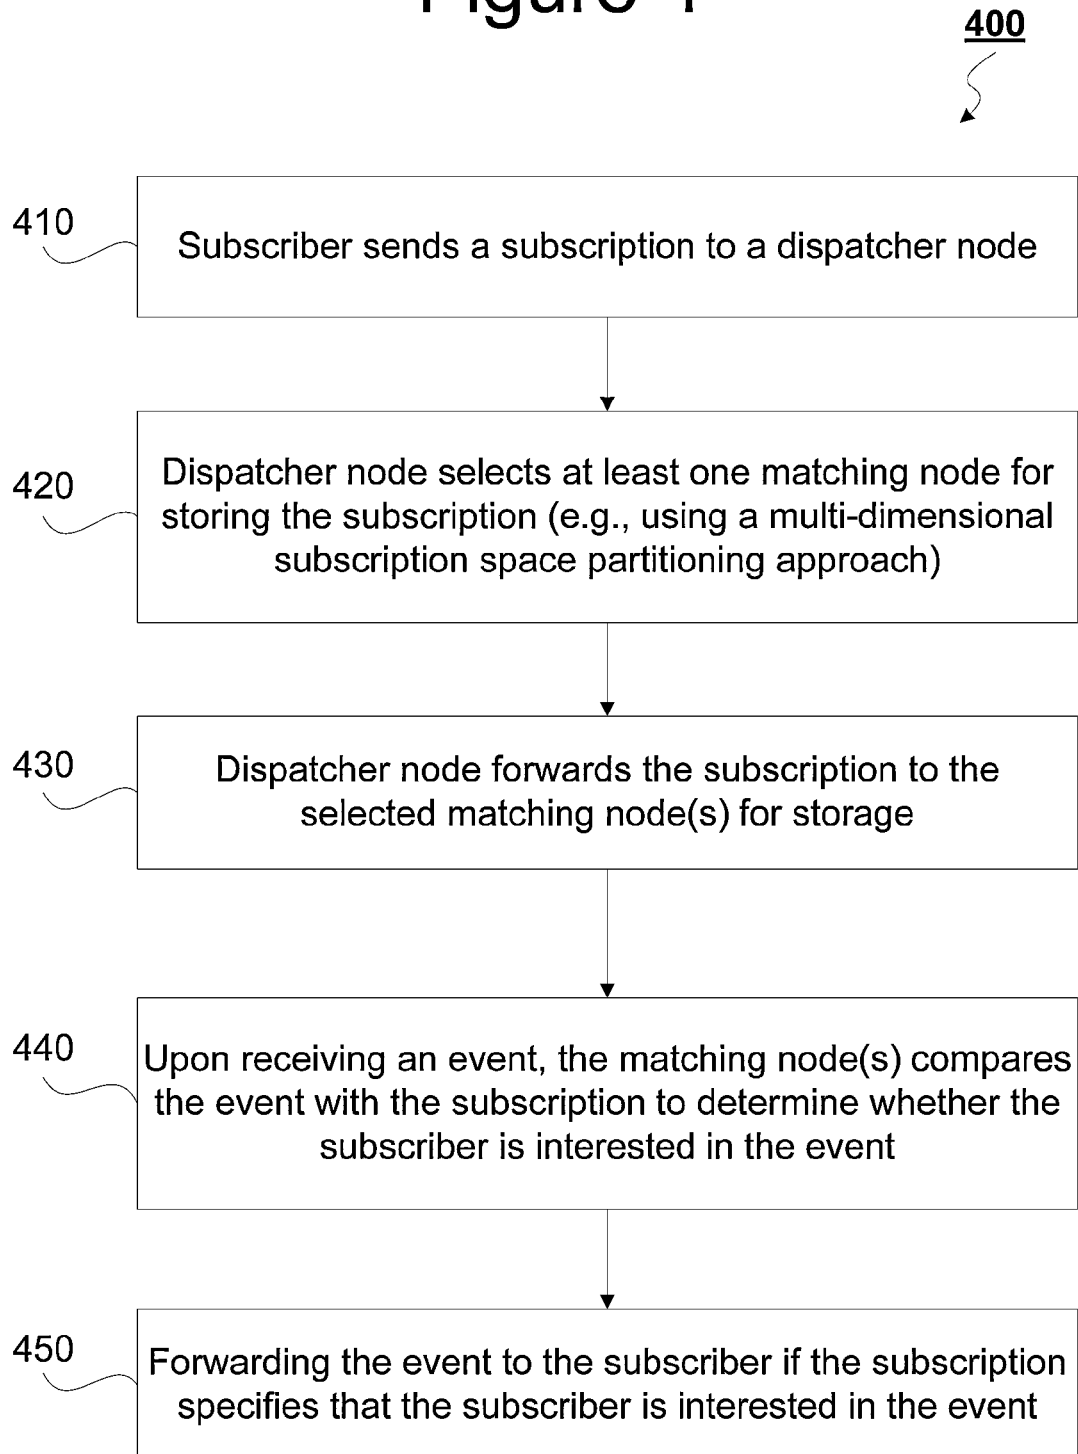 Figure 4
400
410
Subscriber sends a subscription to a dispatcher node
420
Dispatcher node selects at least one matching node for
storing the subscription (e.g., using a multi-dimensional
subscription space partitioning approach)
430
Dispatcher node forwards the subscription to the
selected matching node(s) for storage
440
Upon receiving an event, the matching node(s) compares
the event with the subscription to determine whether the
subscriber is interested in the event
450
Forwarding the event to the subscriber if the subscription
specifies that the subscriber is interested in the event